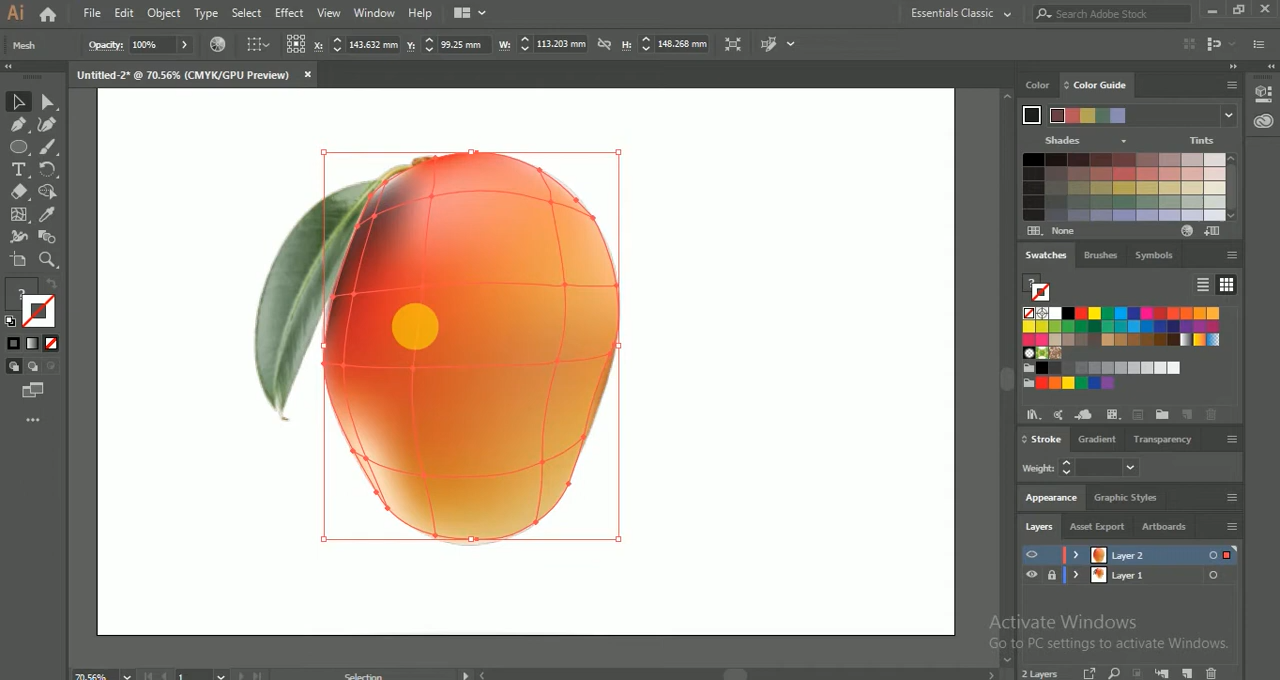 Ai File Edit Object Type Select Effect View Window Help Essentials Classic Search Adobe Stock
Mesh Opacity: 100% X: 143.632 mm Y: 99.25 mm W: 113.203 mm H: 148.268 mm
Untitled-2* @ 70.56% (CMYK/GPU Preview)
Color Color Guide
Shades Tints
None
Swatches Brushes Symbols
?
?
Stroke Gradient Transparency
Weight:
Appearance Graphic Styles
Layers Asset Export Artboards
Layer 2
Layer 1
Activate Windows
Go to PC settings to activate Windows.
70.56% 1 Selection 2 Layers